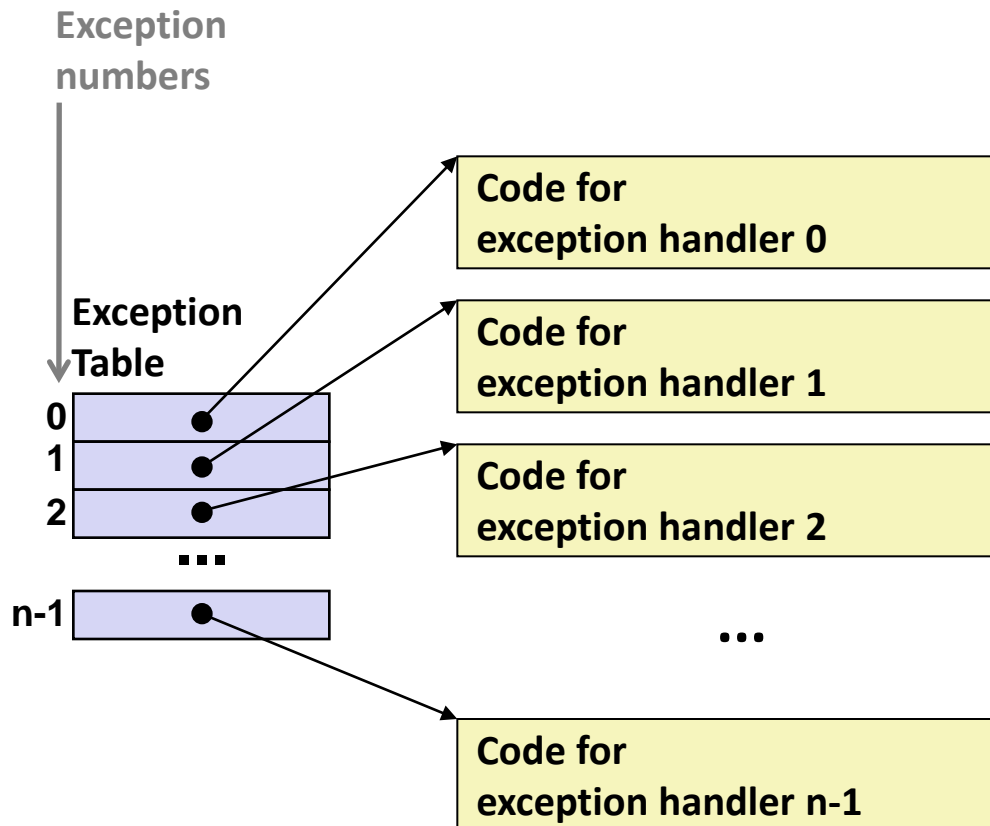 Exception
numbers
Code for
exception handler 0
Exception
Table
Code for
exception handler 1
0
1
2
Code for
exception handler 2
...
n-1
...
Code for
exception handler n-1